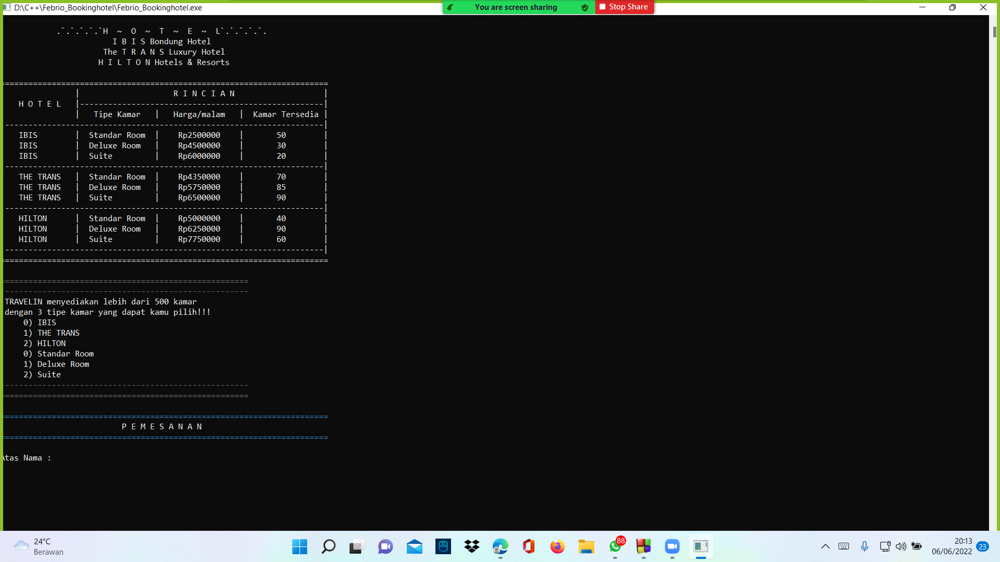 D:\C++\Febrio_Bookinghotel\Febrio_Bookinghotel.exe
You are screen sharing
Stop Share
.`.`.`.`.`H ~ O ~ T ~ E ~ L`.`.`.`.`.
I B I S Bondung Hotel
The T R A N S Luxury Hotel
H I L T O N Hotels & Resorts
=====================================================================
| R I N C I A N |
H O T E L |----------------------------------------------------|
| Tipe Kamar | Harga/malam | Kamar Tersedia |
--------------------------------------------------------------------|
IBIS | Standar Room | Rp2500000 | 50 |
IBIS | Deluxe Room | Rp4500000 | 30 |
IBIS | Suite | Rp6000000 | 20 |
--------------------------------------------------------------------|
THE TRANS | Standar Room | Rp4350000 | 70 |
THE TRANS | Deluxe Room | Rp5750000 | 85 |
THE TRANS | Suite | Rp6500000 | 90 |
--------------------------------------------------------------------|
HILTON | Standar Room | Rp5000000 | 40 |
HILTON | Deluxe Room | Rp6250000 | 90 |
HILTON | Suite | Rp7750000 | 60 |
--------------------------------------------------------------------|
=====================================================================
====================================================
----------------------------------------------------
TRAVELIN menyediakan lebih dari 500 kamar
dengan 3 tipe kamar yang dapat kamu pilih!!!
0) IBIS
1) THE TRANS
2) HILTON
0) Standar Room
1) Deluxe Room
2) Suite
----------------------------------------------------
====================================================
=====================================================================
P E M E S A N A N
=====================================================================
Atas Nama :
24°C
Berawan
88
20:13
06/06/2022
23